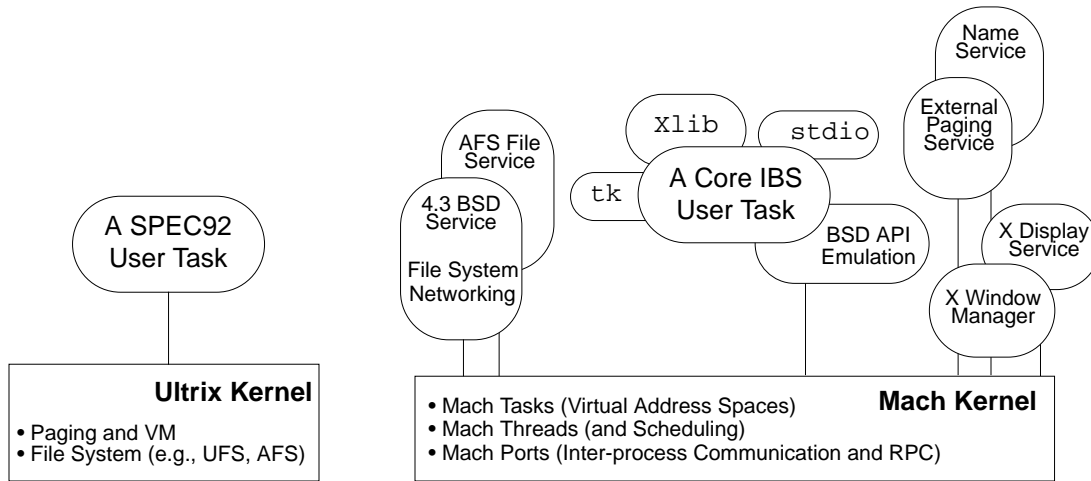 A SPEC92
User Task
Ultrix Kernel
• Paging and VM
• File System (e.g., UFS, AFS)
AFS File
Service
4.3 BSD
Service
File System
Networking
Xlib
stdio
tk
A Core IBS
User Task
BSD API
Emulation
Name
Service
External
Paging
Service
X Display
Service
X Window
Manager
Mach Kernel
• Mach Tasks (Virtual Address Spaces)
• Mach Threads (and Scheduling)
• Mach Ports (Inter-process Communication and RPC)